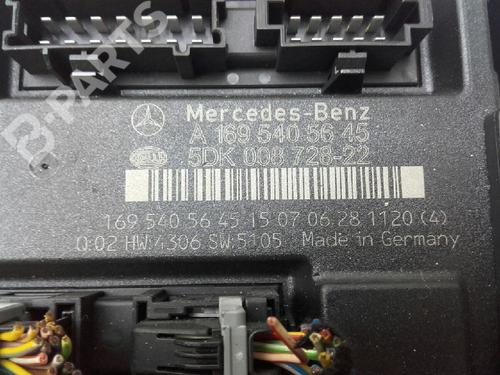 Mercedes-Benz
A 169 540 56 45
HELLA 5DK 008 728-22
169 540 56 45 15 07 06 28 1120 (4)
Q:02 HW:4306 SW:5105 Made in Germany
B-PARTS